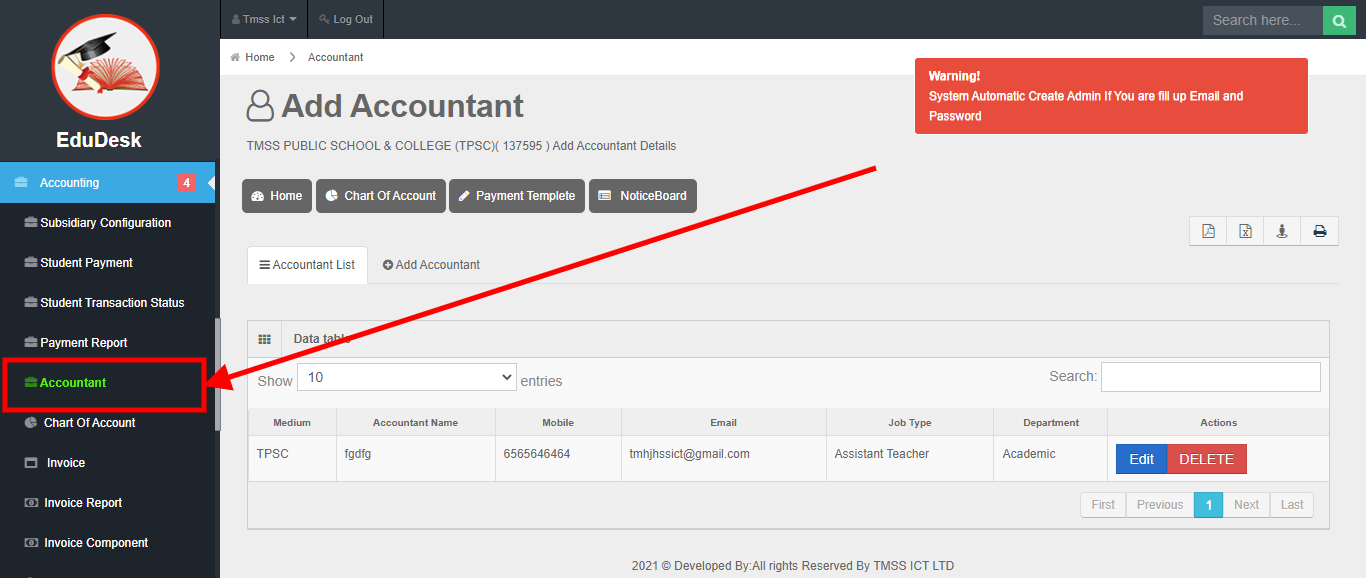 Tmss Ict
Log Out
Search here...
EduDesk
Home
Accountant
Warning!
System Automatic Create Admin If You are fill up Email and
Password
Add Accountant
TMSS PUBLIC SCHOOL & COLLEGE (TPSC)( 137595 ) Add Accountant Details
Accounting 4
Subsidiary Configuration
Student Payment
Student Transaction Status
Payment Report
Accountant
Chart Of Account
Invoice
Invoice Report
Invoice Component
Home
Chart Of Account
Payment Templete
NoticeBoard
Accountant List
Add Accountant
Data table
Show 10 entries
Search:
Medium Accountant Name Mobile Email Job Type Department Actions
TPSC fgdfg 6565646464 tmhjhssict@gmail.com Assistant Teacher Academic Edit DELETE
First Previous 1 Next Last
2021 © Developed By:All rights Reserved By TMSS ICT LTD